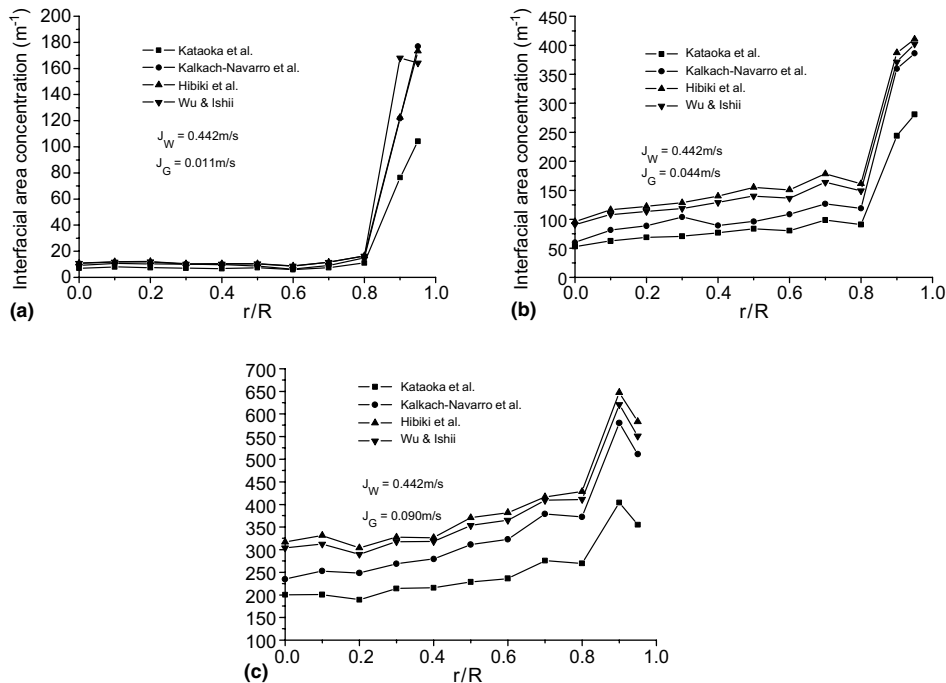 200
180
160
140
120
100
80
60
40
20
0
Interfacial area concentration (m⁻¹)
Kataoka et al.
Kalkach-Navarro et al.
Hibiki et al.
Wu & Ishii
J_W = 0.442m/s
J_G = 0.011m/s
0.0 0.2 0.4 0.6 0.8 1.0
r/R
(a)
450
400
350
300
250
200
150
100
50
0
Interfacial area concentration (m⁻¹)
Kataoka et al.
Kalkach-Navarro et al.
Hibiki et al.
Wu & Ishii
J_W = 0.442m/s
J_G = 0.044m/s
0.0 0.2 0.4 0.6 0.8 1.0
r/R
(b)
700
650
600
550
500
450
400
350
300
250
200
150
100
Kataoka et al.
Kalkach-Navarro et al.
Hibiki et al.
Wu & Ishii
J_W = 0.442m/s
J_G = 0.090m/s
0.0 0.2 0.4 0.6 0.8 1.0
r/R
(c)